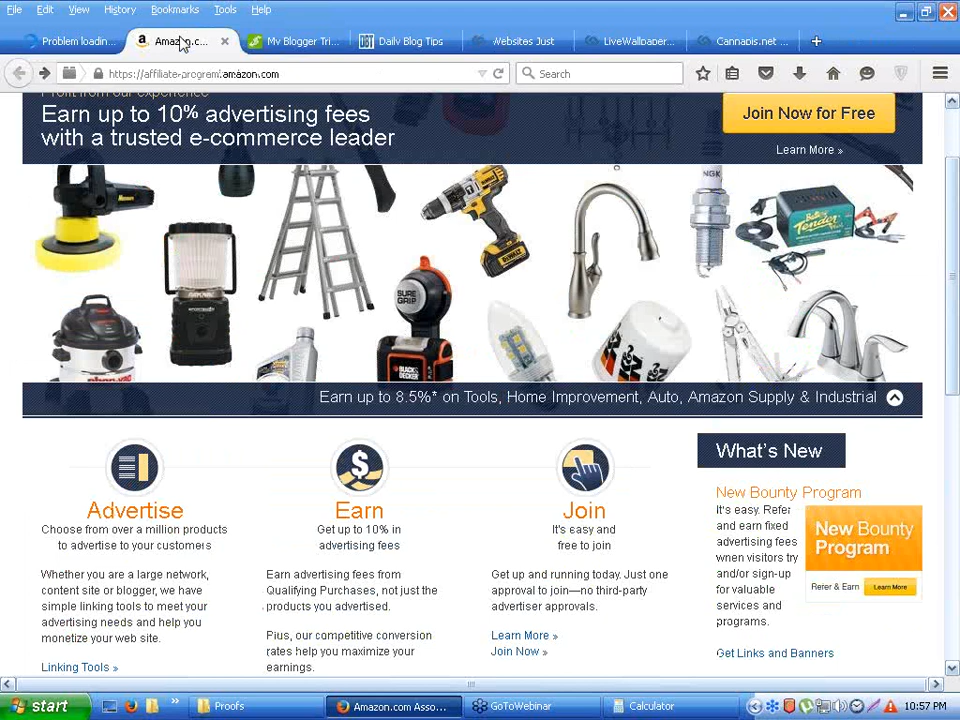 File Edit View History Bookmarks Tools Help
Problem loadin... Amazon.c... My Blogger Tri... Daily Blog Tips Websites Just LiveWallpaper... Cannabis.net ...
https://affiliate-program.amazon.com Search
Profit from our experience
Earn up to 10% advertising fees
with a trusted e-commerce leader
Join Now for Free
Learn More »
NGK
SURE GRIP
BLACK& DECKER
K&N
Earn up to 8.5%* on Tools, Home Improvement, Auto, Amazon Supply & Industrial
Advertise
Choose from over a million products
to advertise to your customers
Whether you are a large network,
content site or blogger, we have
simple linking tools to meet your
advertising needs and help you
monetize your web site.
Linking Tools »
Earn
Get up to 10% in
advertising fees
Earn advertising fees from
Qualifying Purchases, not just the
products you advertised.
Plus, our competitive conversion
rates help you maximize your
earnings.
Join
It's easy and
free to join
Get up and running today. Just one
approval to join—no third-party
advertiser approvals.
Learn More »
Join Now »
What's New
New Bounty Program
It's easy. Refer
and earn fixed
advertising fees
when visitors try
and/or sign-up
for valuable
services and
programs.
New Bounty
Program
Refer & Earn Learn More
Get Links and Banners
start Proofs Amazon.com Asso... GoToWebinar Calculator 10:57 PM